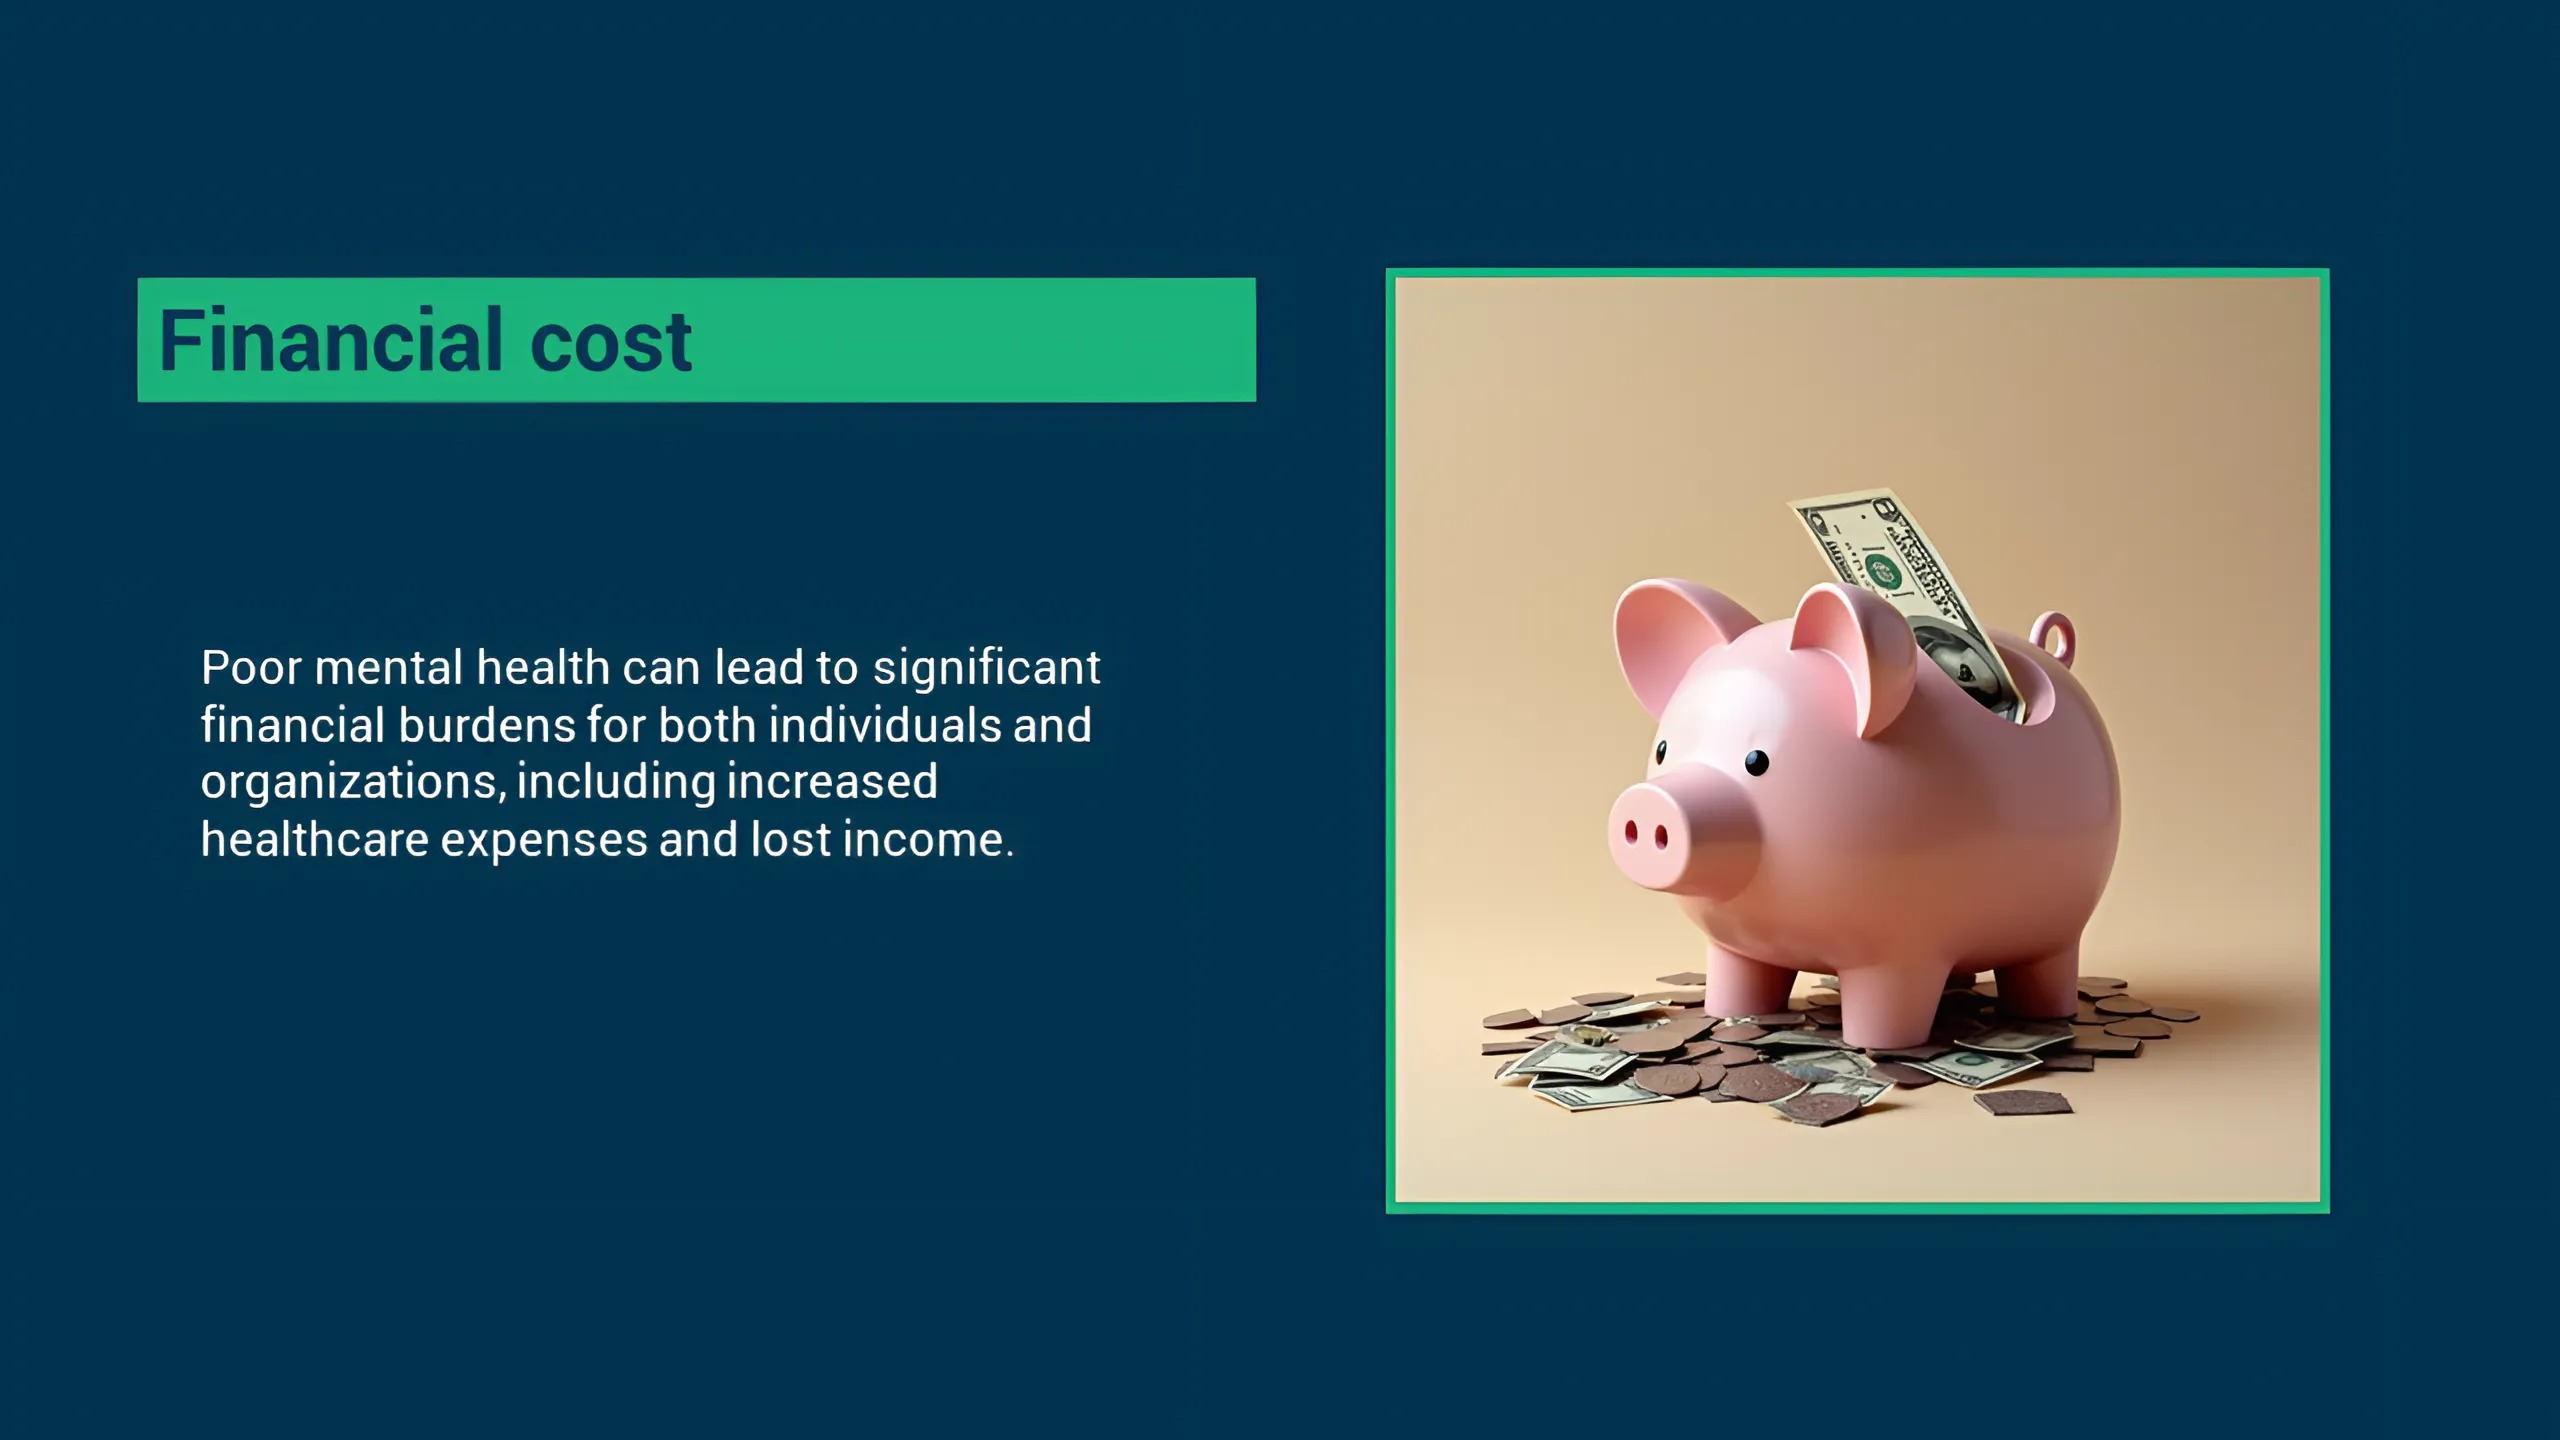 Financial cost
Poor mental health can lead to significant
financial burdens for both individuals and
organizations, including increased
healthcare expenses and lost income.